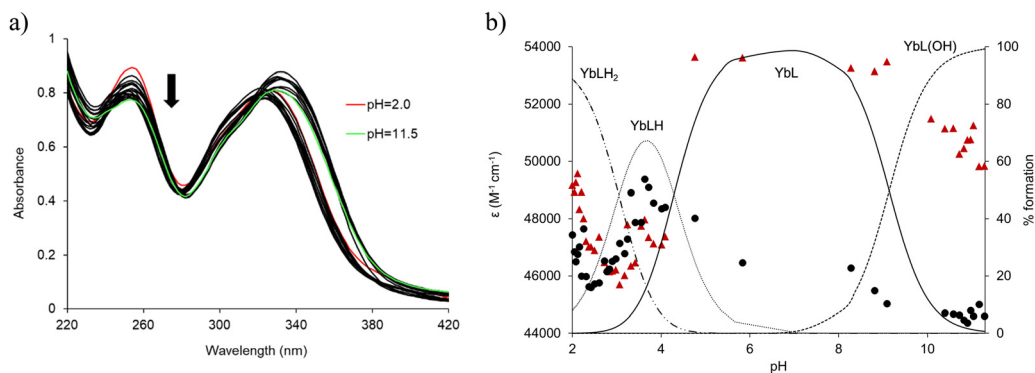 a)
1
0.8
0.6
0.4
0.2
0
220
260
300
340
380
420
Absorbance
Wavelength (nm)
pH=2.0
pH=11.5
b)
54000
52000
50000
48000
46000
44000
ε (M⁻¹ cm⁻¹)
YbLH₂
YbLH
YbL
YbL(OH)
100
80
60
40
20
0
% formation
2
4
6
8
10
pH